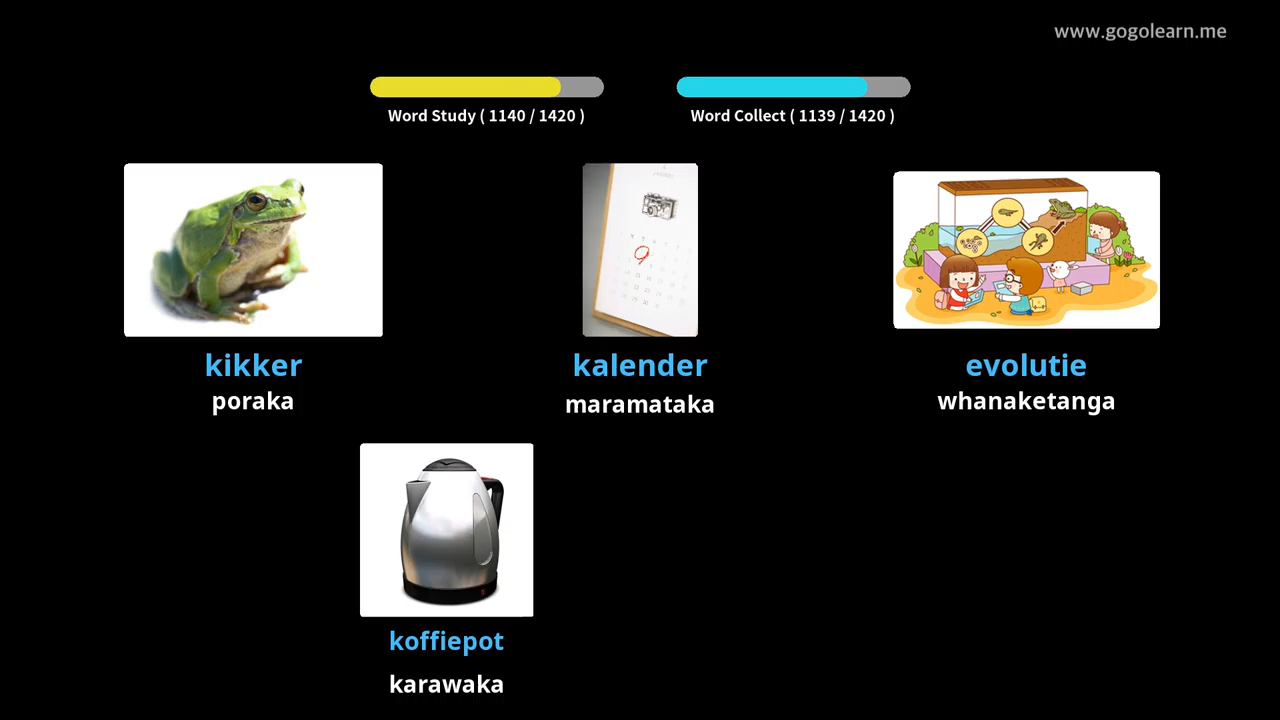 www.gogolearn.me
Word Study ( 1140 / 1420 )
Word Collect ( 1139 / 1420 )
kikker
poraka
kalender
maramataka
evolutie
whanaketanga
koffiepot
karawaka